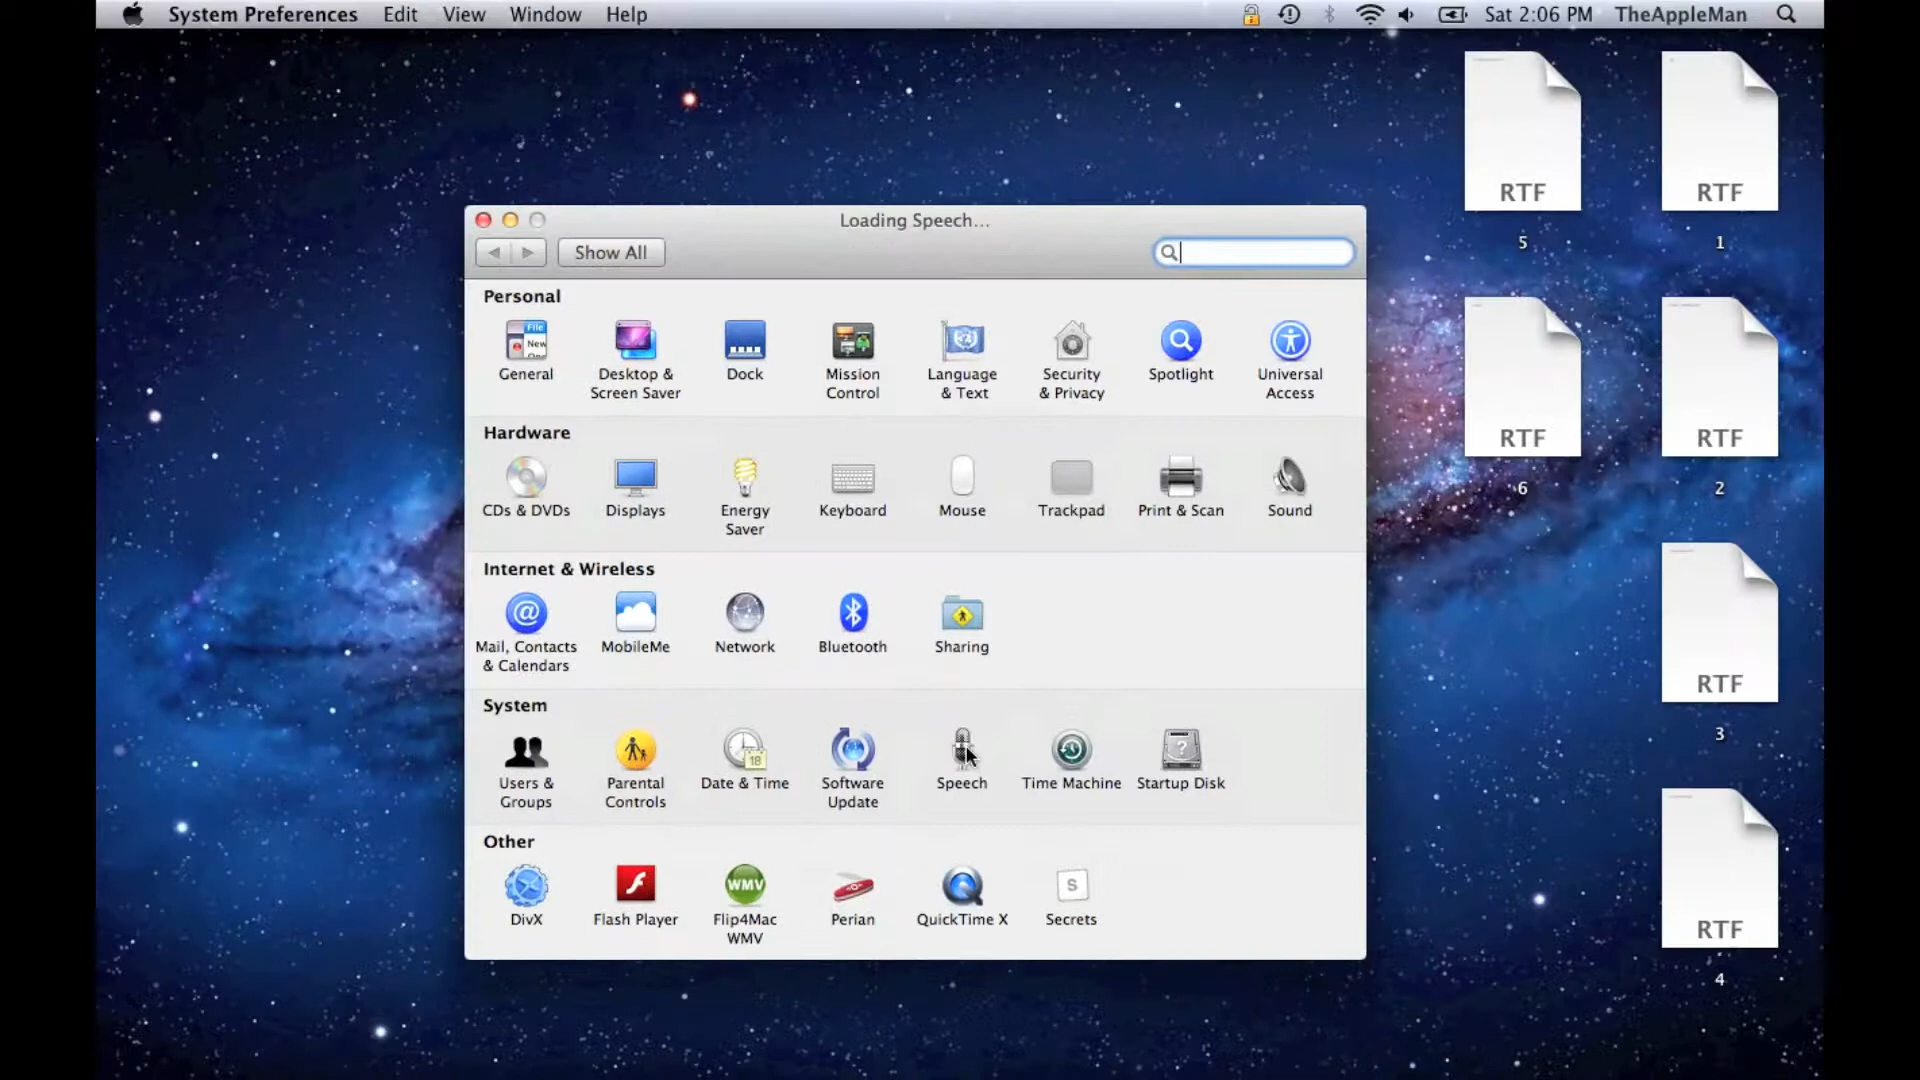 System Preferences Edit View Window Help Sat 2:06 PM TheAppleMan
Loading Speech...
Show All
Personal
General Desktop & Screen Saver Dock Mission Control Language & Text Security & Privacy Spotlight Universal Access
Hardware
CDs & DVDs Displays Energy Saver Keyboard Mouse Trackpad Print & Scan Sound
Internet & Wireless
Mail, Contacts & Calendars MobileMe Network Bluetooth Sharing
System
18
Users & Groups Parental Controls Date & Time Software Update Speech Time Machine Startup Disk
Other
WMV
S
DivX Flash Player Flip4Mac WMV Perian QuickTime X Secrets
File
New
RTF RTF
5 1
RTF RTF
6 2
RTF
3
RTF
4